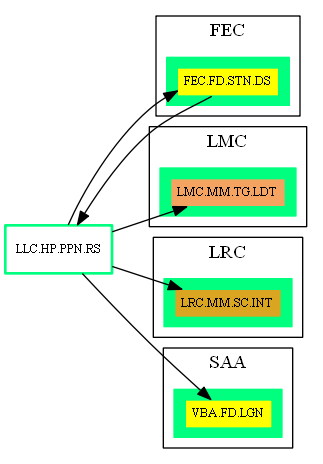 FEC
FEC.FD.STN.DS
LMC
LMC.MM.TG.LDT
LLC.HP.PPN.RS
LRC
LRC.MM.SC.INT
SAA
VBA.FD.LGN